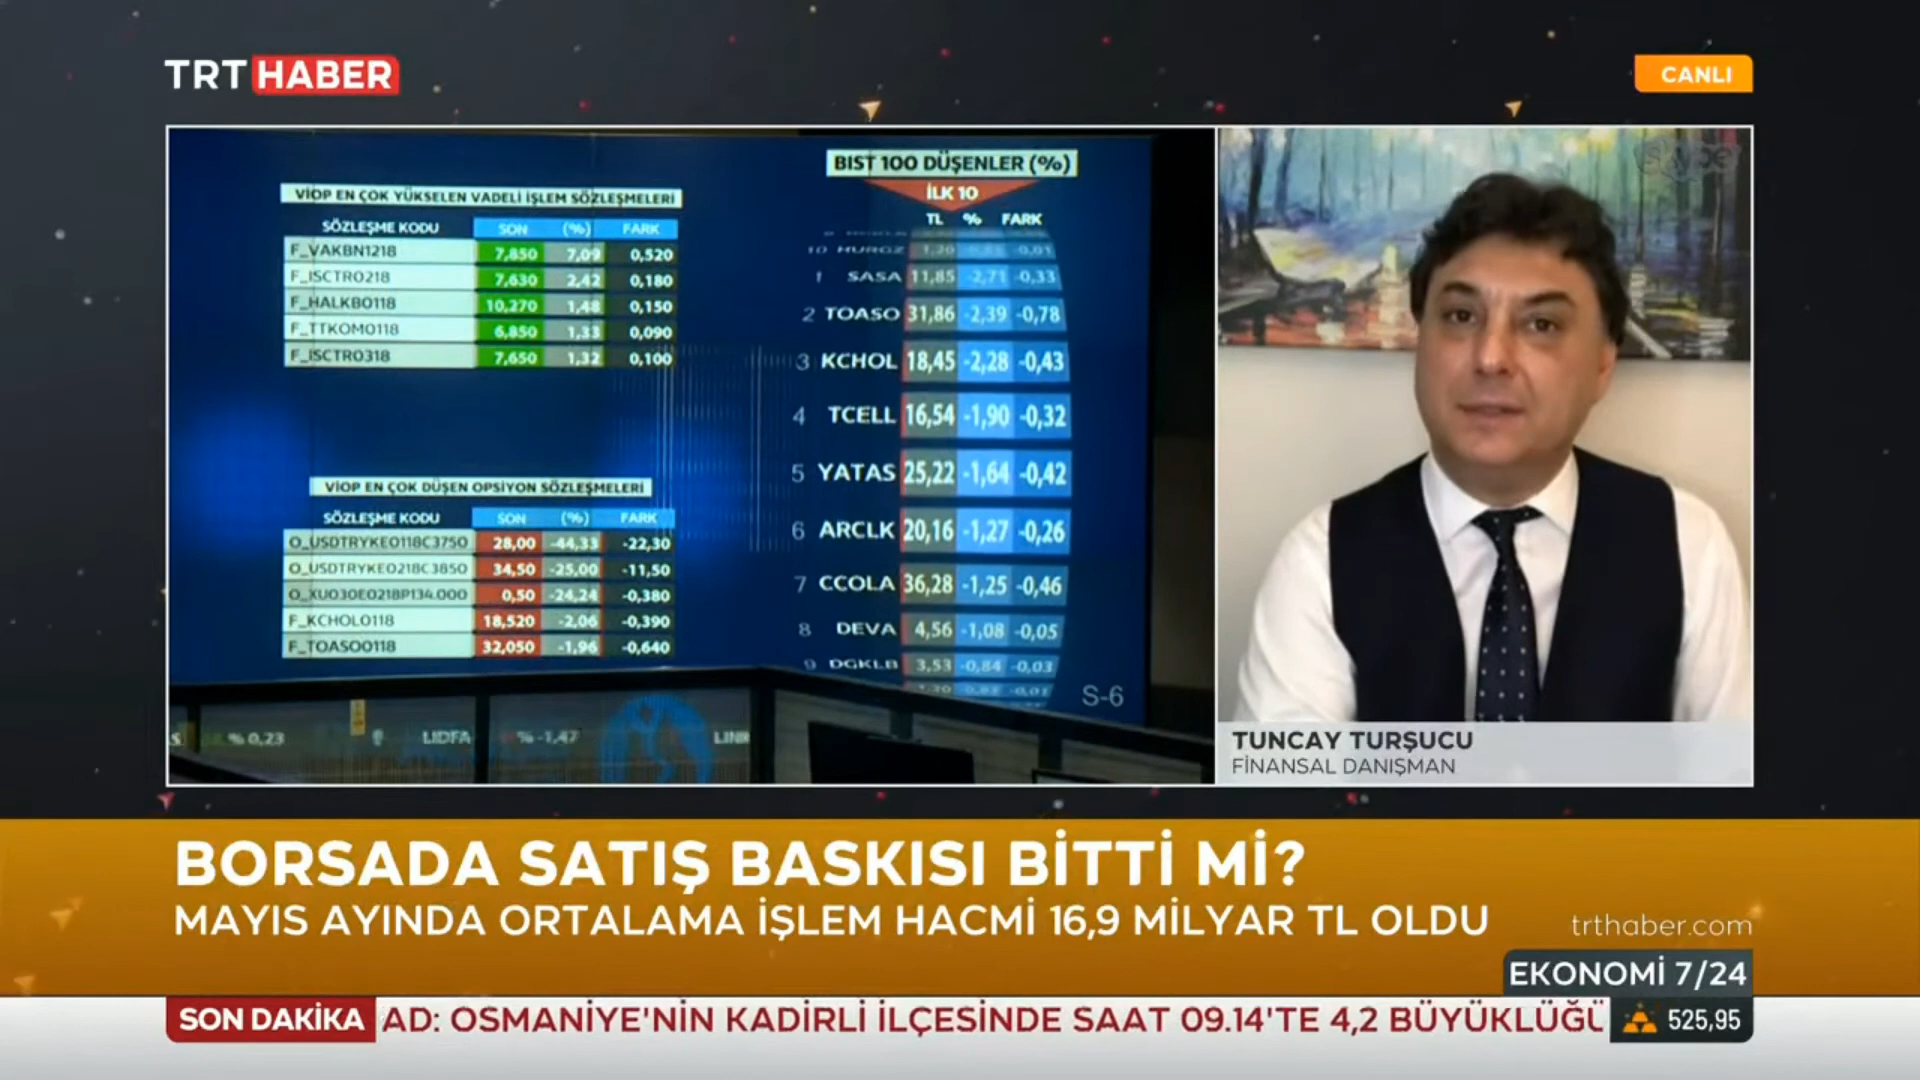 TRT HABER
CANLI
skype
VİOP EN ÇOK YÜKSELEN VADELİ İŞLEM SÖZLEŞMELERİ
SÖZLEŞME KODU SON (%) FARK
F_VAKBN1218 7,850 7,09 0,520
F_ISCTR0218 7,630 2,42 0,180
F_HALKB0118 10,270 1,48 0,150
F_TTKOM0118 6,850 1,33 0,090
F_ISCTR0318 7,650 1,32 0,100
VİOP EN ÇOK DÜŞEN OPSİYON SÖZLEŞMELERİ
SÖZLEŞME KODU SON (%) FARK
O_USDTRYKE0118C3750 28,00 -44,33 -22,30
O_USDTRYKE0218C3850 34,50 -25,00 -11,50
O_XU030E0218P134.000 0,50 -24,24 -0,380
F_KCHOL0118 18,520 -2,06 -0,390
F_TOASO0118 32,050 -1,96 -0,640
BIST 100 DÜŞENLER (%)
İLK 10
TL % FARK
10 -0,01
1 SASA 11,85 -2,71 -0,33
2 TOASO 31,86 -2,39 -0,78
3 KCHOL 18,45 -2,28 -0,43
4 TCELL 16,54 -1,90 -0,32
5 YATAS 25,22 -1,64 -0,42
6 ARCLK 20,16 -1,27 -0,26
7 CCOLA 36,28 -1,25 -0,46
8 DEVA 4,56 -1,08 -0,05
9 DGKLB 3,53 -0,84 -0,03
S-6
% 0,23 LIDFA % -1,47
TUNCAY TURŞUCU
FİNANSAL DANIŞMAN
BORSADA SATIŞ BASKISI BİTTİ Mİ?
MAYIS AYINDA ORTALAMA İŞLEM HACMİ 16,9 MİLYAR TL OLDU
trthaber.com
EKONOMİ 7/24
SON DAKİKA AD: OSMANİYE'NİN KADİRLİ İLÇESİNDE SAAT 09.14'TE 4,2 BÜYÜKLÜĞÜ
525,95